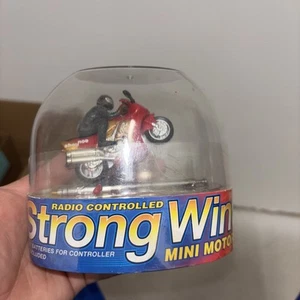 RADIO CONTROLLED
Strong Win
MINI MOTO
BATTERIES FOR CONTROLLER